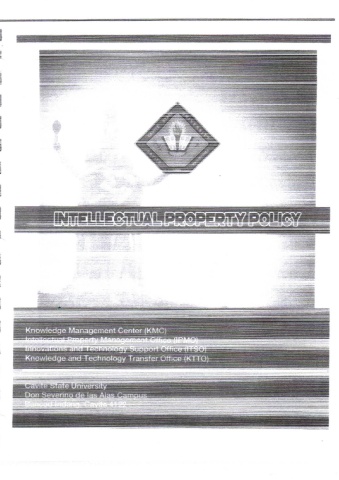 INTELLECTUAL PROPERTY POLICY
Knowledge Management Center (KMC)
Intellectual Property Management Office (IPMO)
Innovations and Technology Support Office (ITSO)
Knowledge and Technology Transfer Office (KTTO)
Cavite State University
Don Severino de las Alas Campus
Indang, Cavite 4122